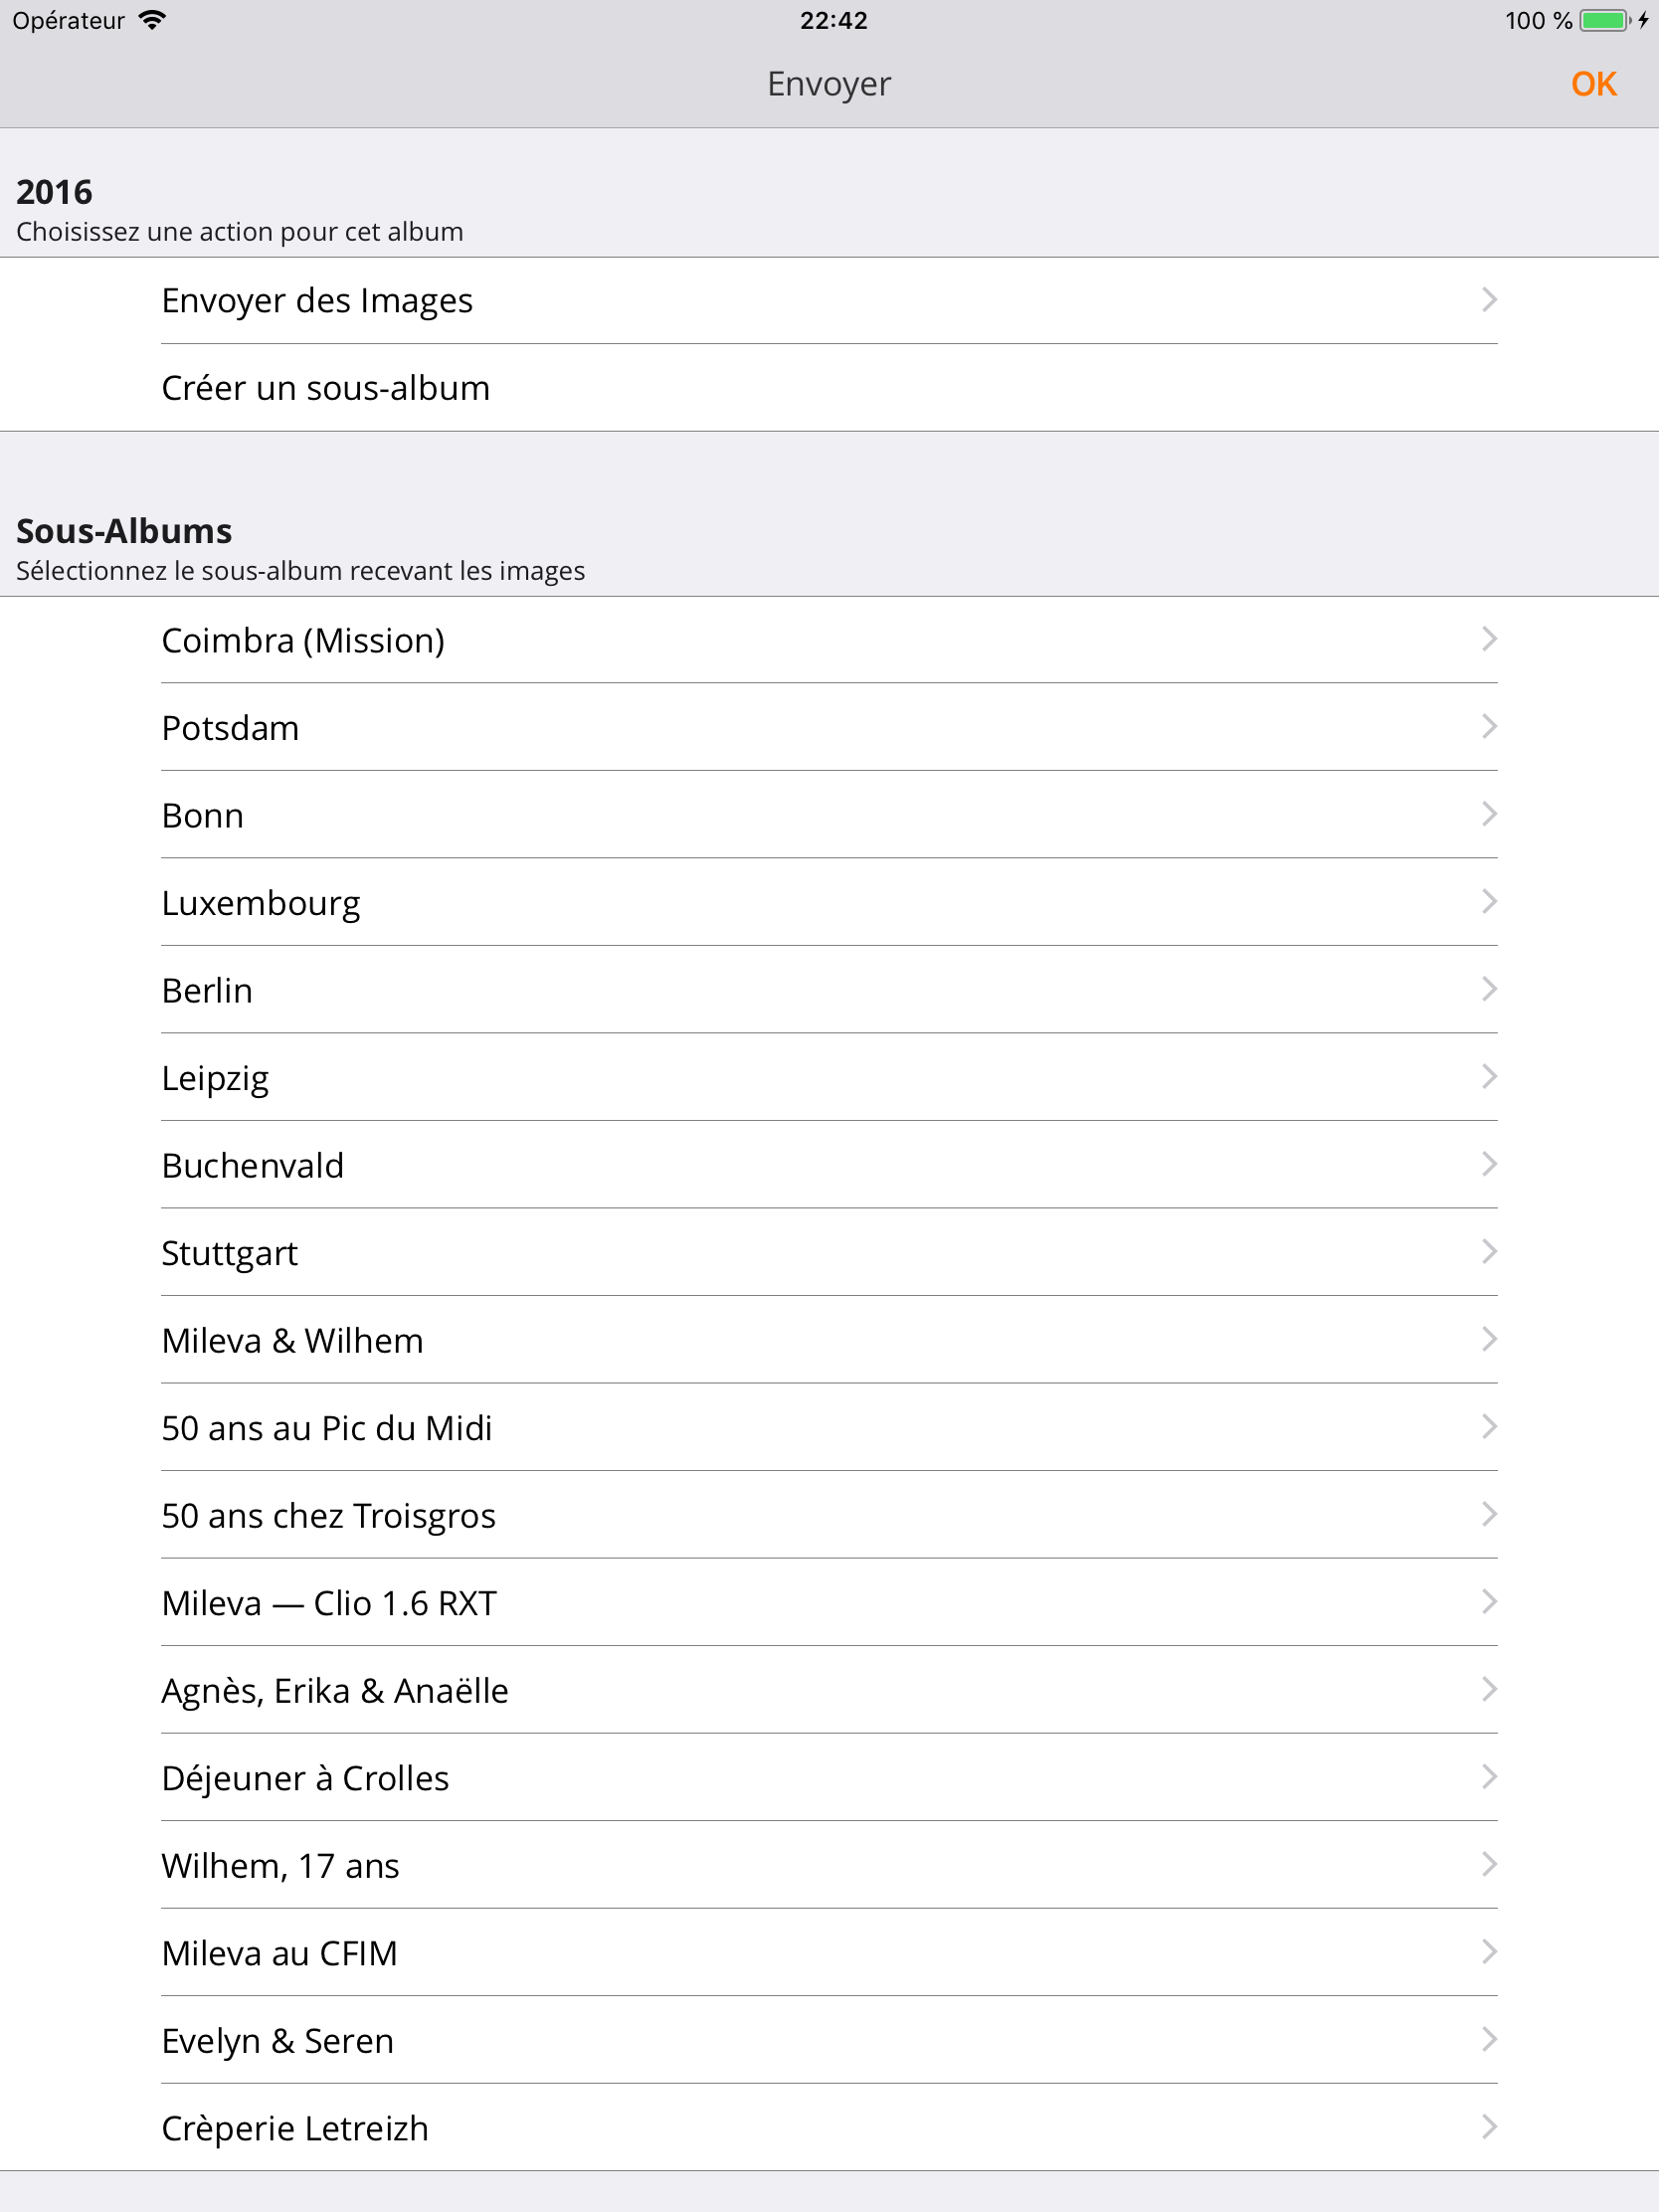 Opérateur 22:42 100 %
Envoyer OK
2016
Choisissez une action pour cet album
Envoyer des Images
Créer un sous-album
Sous-Albums
Sélectionnez le sous-album recevant les images
Coimbra (Mission)
Potsdam
Bonn
Luxembourg
Berlin
Leipzig
Buchenvald
Stuttgart
Mileva & Wilhem
50 ans au Pic du Midi
50 ans chez Troisgros
Mileva — Clio 1.6 RXT
Agnès, Erika & Anaëlle
Déjeuner à Crolles
Wilhem, 17 ans
Mileva au CFIM
Evelyn & Seren
Crèperie Letreizh